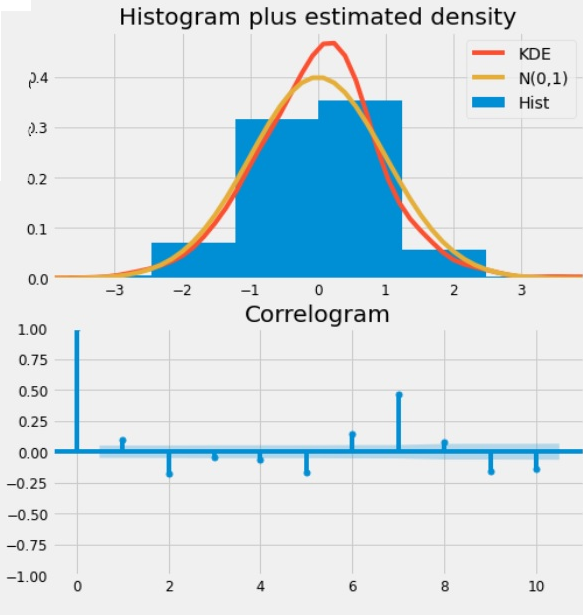 Histogram plus estimated density
KDE
N(0,1)
Hist
0.4
0.3
0.2
0.1
0.0
−3 −2 −1 0 1 2 3
Correlogram
1.00
0.75
0.50
0.25
0.00
−0.25
−0.50
−0.75
−1.00
0 2 4 6 8 10